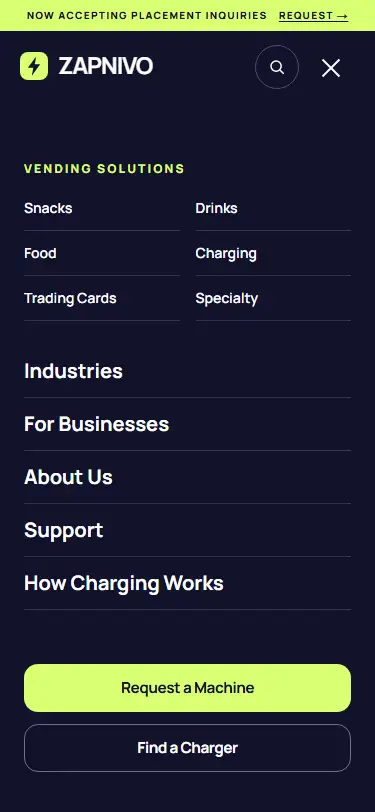 NOW ACCEPTING PLACEMENT INQUIRIES REQUEST →
ZAPNIVO
VENDING SOLUTIONS
Snacks Drinks
Food Charging
Trading Cards Specialty
Industries
For Businesses
About Us
Support
How Charging Works
Request a Machine
Find a Charger